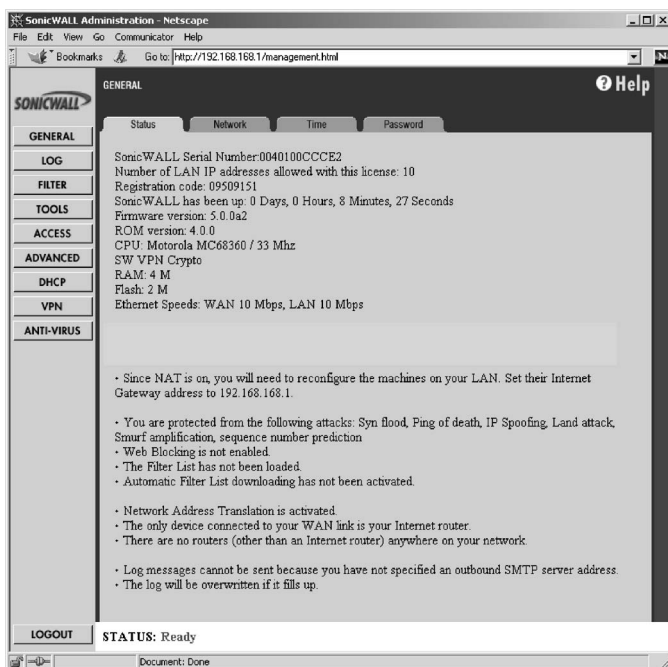 SonicWALL Administration - Netscape
File Edit View Go Communicator Help
Bookmarks Go to: http://192.168.168.1/management.html
N
SONICWALL
GENERAL
Help
Status Network Time Password
GENERAL
LOG
FILTER
TOOLS
ACCESS
ADVANCED
DHCP
VPN
ANTI-VIRUS
SonicWALL Serial Number:0040100CCCE2
Number of LAN IP addresses allowed with this license: 10
Registration code: 09509151
SonicWALL has been up: 0 Days, 0 Hours, 8 Minutes, 27 Seconds
Firmware version: 5.0.0a2
ROM version: 4.0.0
CPU: Motorola MC68360 / 33 Mhz
SW VPN Crypto
RAM: 4 M
Flash: 2 M
Ethernet Speeds: WAN 10 Mbps, LAN 10 Mbps
• Since NAT is on, you will need to reconfigure the machines on your LAN. Set their Internet
Gateway address to 192.168.168.1.
• You are protected from the following attacks: Syn flood, Ping of death, IP Spoofing, Land attack,
Smurf amplification, sequence number prediction
• Web Blocking is not enabled.
• The Filter List has not been loaded.
• Automatic Filter List downloading has not been activated.
• Network Address Translation is activated.
• The only device connected to your WAN link is your Internet router.
• There are no routers (other than an Internet router) anywhere on your network.
• Log messages cannot be sent because you have not specified an outbound SMTP server address.
• The log will be overwritten if it fills up.
LOGOUT
STATUS: Ready
Document: Done